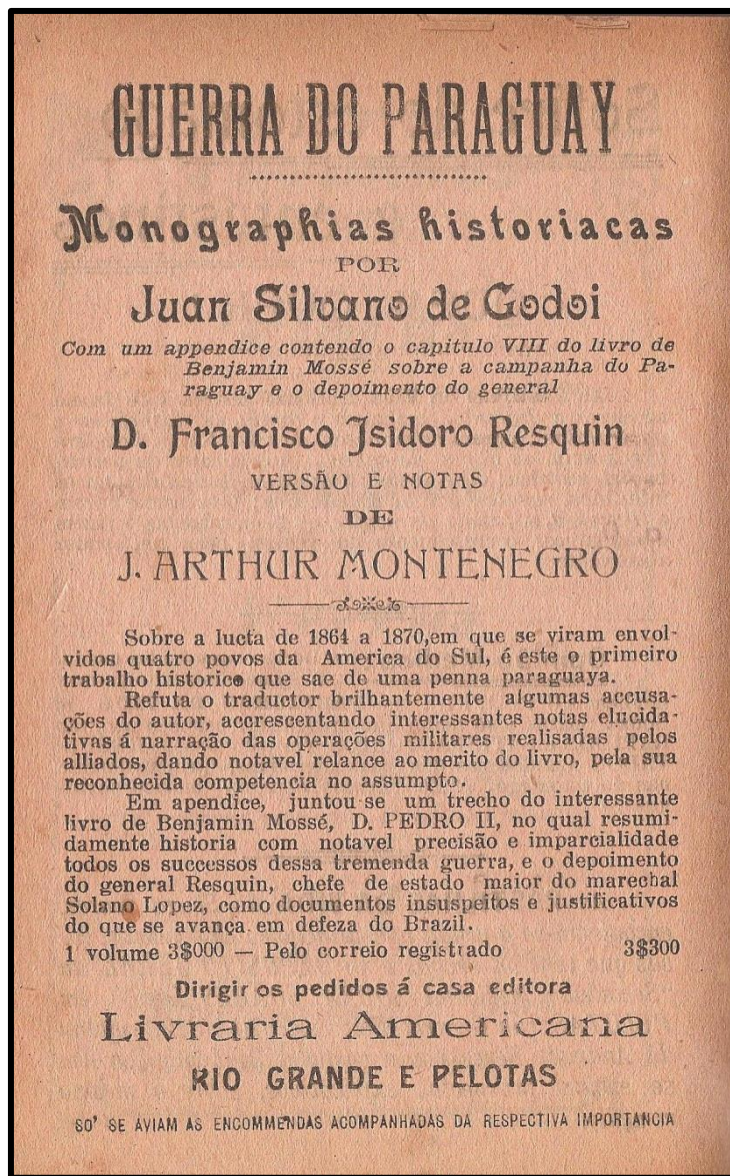 GUERRA DO PARAGUAY
Monographias historiacas
POR
Juan Silvano de Godoi
Com um appendice contendo o capitulo VIII do livro de
Benjamin Mossé sobre a campanha do Pa-
raguay e o depoimento do general
D. Francisco Isidoro Resquin
VERSÃO E NOTAS
DE
J. ARTHUR MONTENEGRO
Sobre a lucta de 1864 a 1870,em que se viram envol-
vidos quatro povos da America do Sul, é este o primeiro
trabalho historico que sae de uma penna paraguaya.
Refuta o traductor brilhantemente algumas accusa-
ções do autor, accrescentando interessantes notas elucida-
tivas á narração das operações militares realisadas pelos
alliados, dando notavel relance ao merito do livro, pela sua
reconhecida competencia no assumpto.
Em apendice, juntou-se um trecho do interessante
livro de Benjamin Mossé, D. PEDRO II, no qual resumi-
damente historia com notavel precisão e imparcialidade
todos os successos dessa tremenda guerra, e o depoimento
do general Resquin, chefe de estado maior do marechal
Solano Lopez, como documentos insuspeitos e justificativos
do que se avança em defeza do Brazil.
1 volume 3$000 — Pelo correio registrado 3$300
Dirigir os pedidos á casa editora
Livraria Americana
RIO GRANDE E PELOTAS
SO' SE AVIAM AS ENCOMMENDAS ACOMPANHADAS DA RESPECTIVA IMPORTANCIA